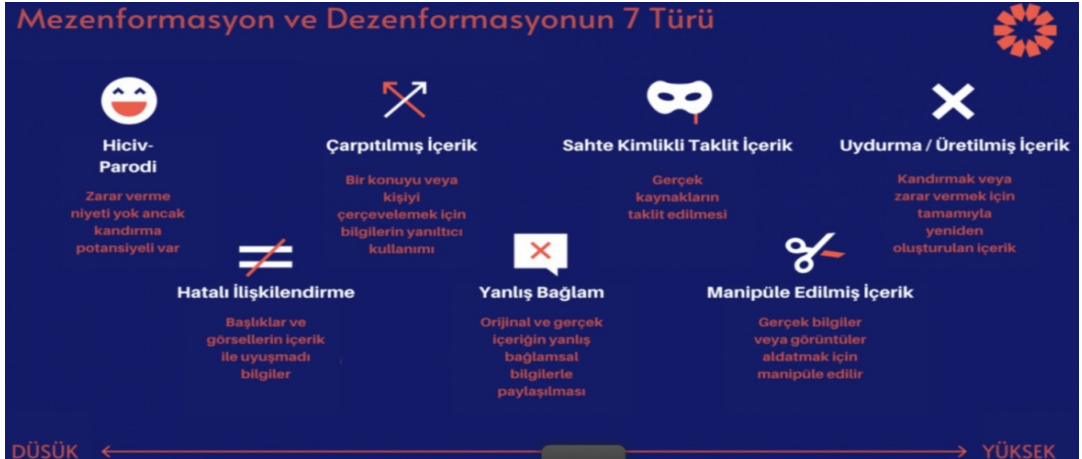 Mezenformasyon ve Dezenformasyonun 7 Türü
Hiciv-
Parodi
Zarar verme
niyeti yok ancak
kandırma
potansiyeli var
Hatalı İlişkilendirme
Başlıklar ve
görsellerin içerik
ile uyuşmadı
bilgiler
Çarpıtılmış İçerik
Bir konuyu veya
kişiyi
çerçevelemek için
bilgilerin yanıltıcı
kullanımı
Yanlış Bağlam
Orijinal ve gerçek
içeriğin yanlış
bağlamsal
bilgilerle
paylaşılması
Sahte Kimlikli Taklit İçerik
Gerçek
kaynakların
taklit edilmesi
Manipüle Edilmiş İçerik
Gerçek bilgiler
veya görüntüler
aldatmak için
manipüle edilir
Uydurma / Üretilmiş İçerik
Kandırmak veya
zarar vermek için
tamamıyla
yeniden
oluşturulan içerik
DÜŞÜK
YÜKSEK